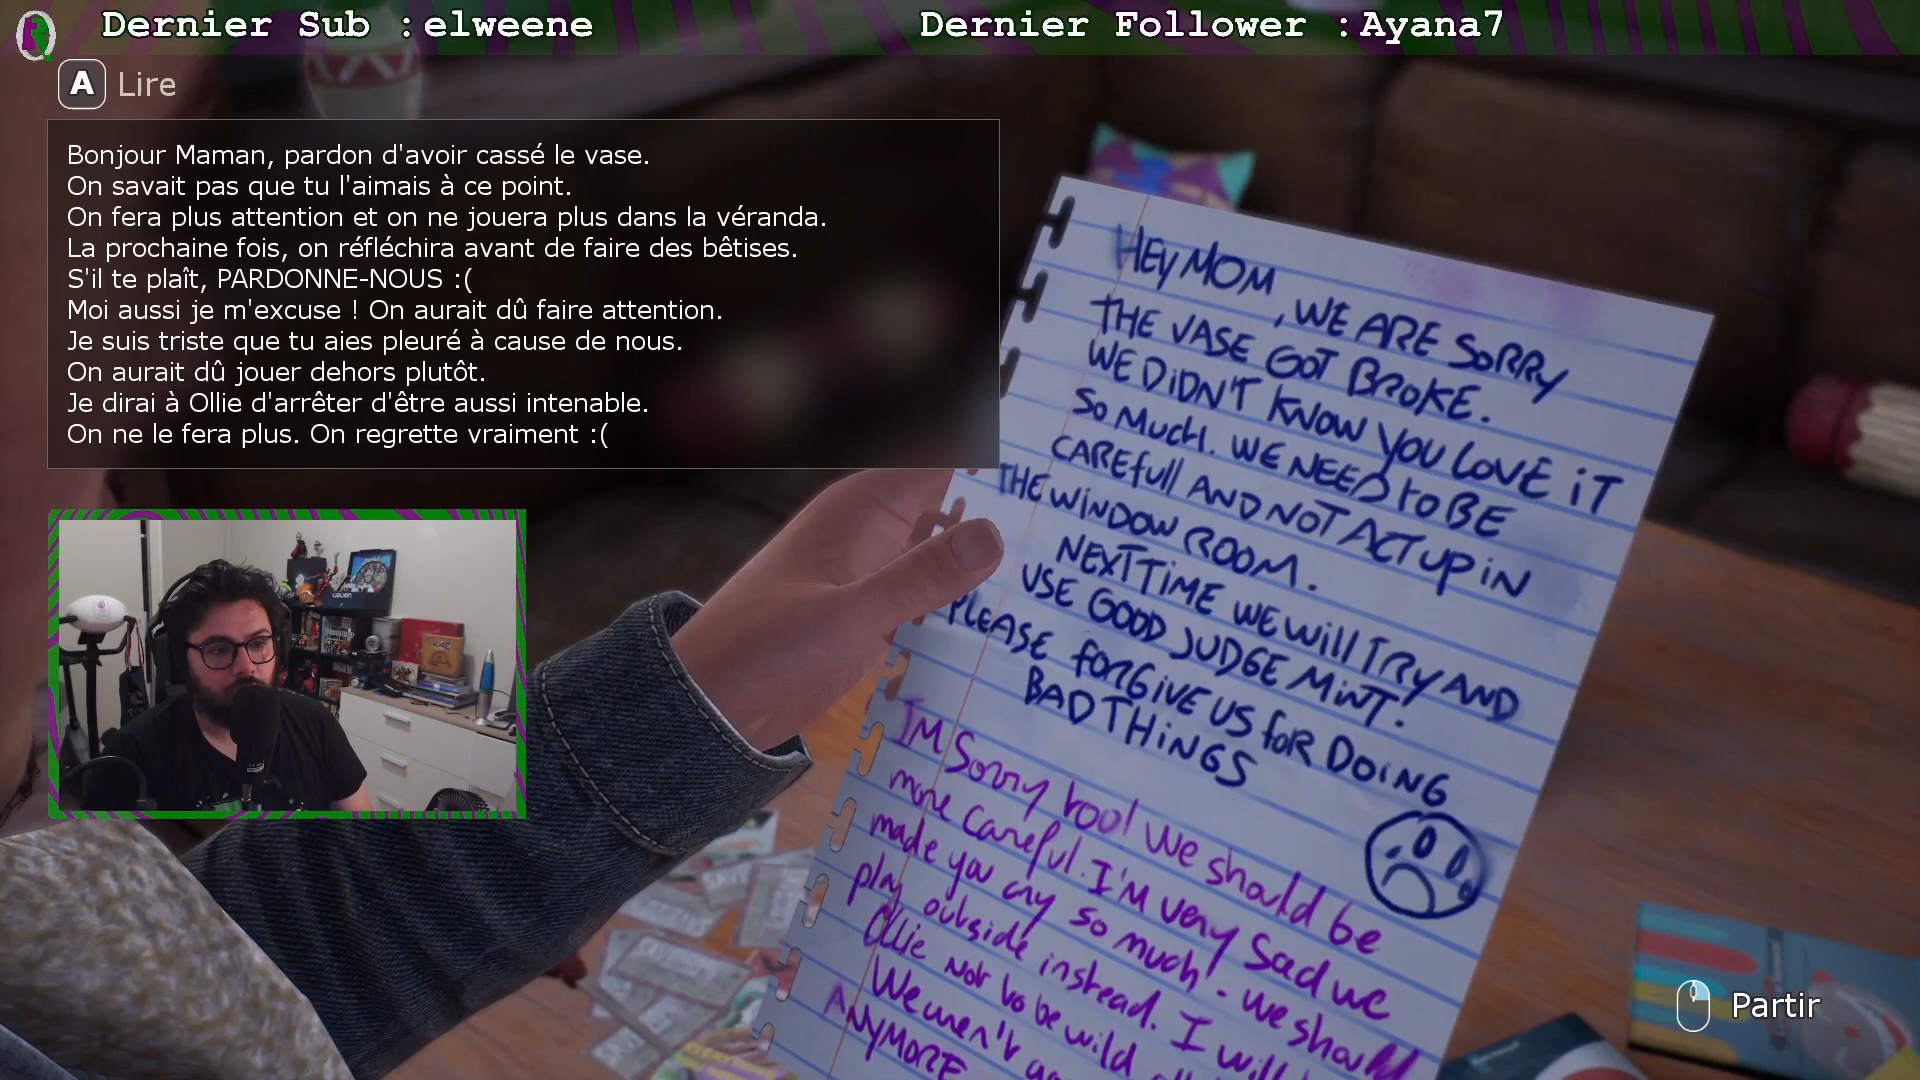 Dernier Sub :elweene
Dernier Follower :Ayana7
A Lire
Bonjour Maman, pardon d'avoir cassé le vase.
On savait pas que tu l'aimais à ce point.
On fera plus attention et on ne jouera plus dans la véranda.
La prochaine fois, on réfléchira avant de faire des bêtises.
S'il te plaît, PARDONNE-NOUS :(
Moi aussi je m'excuse ! On aurait dû faire attention.
Je suis triste que tu aies pleuré à cause de nous.
On aurait dû jouer dehors plutôt.
Je dirai à Ollie d'arrêter d'être aussi intenable.
On ne le fera plus. On regrette vraiment :(
HEY MOM, WE ARE SORRY
THE VASE GOT BROKE.
WE DiDN'T KNOW YOU LOVE iT
SO MucH. WE NEED to BE
CAREfull AND NOT ACT UP iN
THE WiNDOW ROOM.
NEXT TiME WE Will TRY AND
USE GOOD JUDGE MiNT.
PLEASE fORGiVE US fOR DOiNG
BAD THiNGS
I'M Sorry too! We should be
more careful. I'M very sad we
made you cry so much! - we should
play outside instead. I will
Ollie Not to be wild
We weren't
ANYMORE
Partir